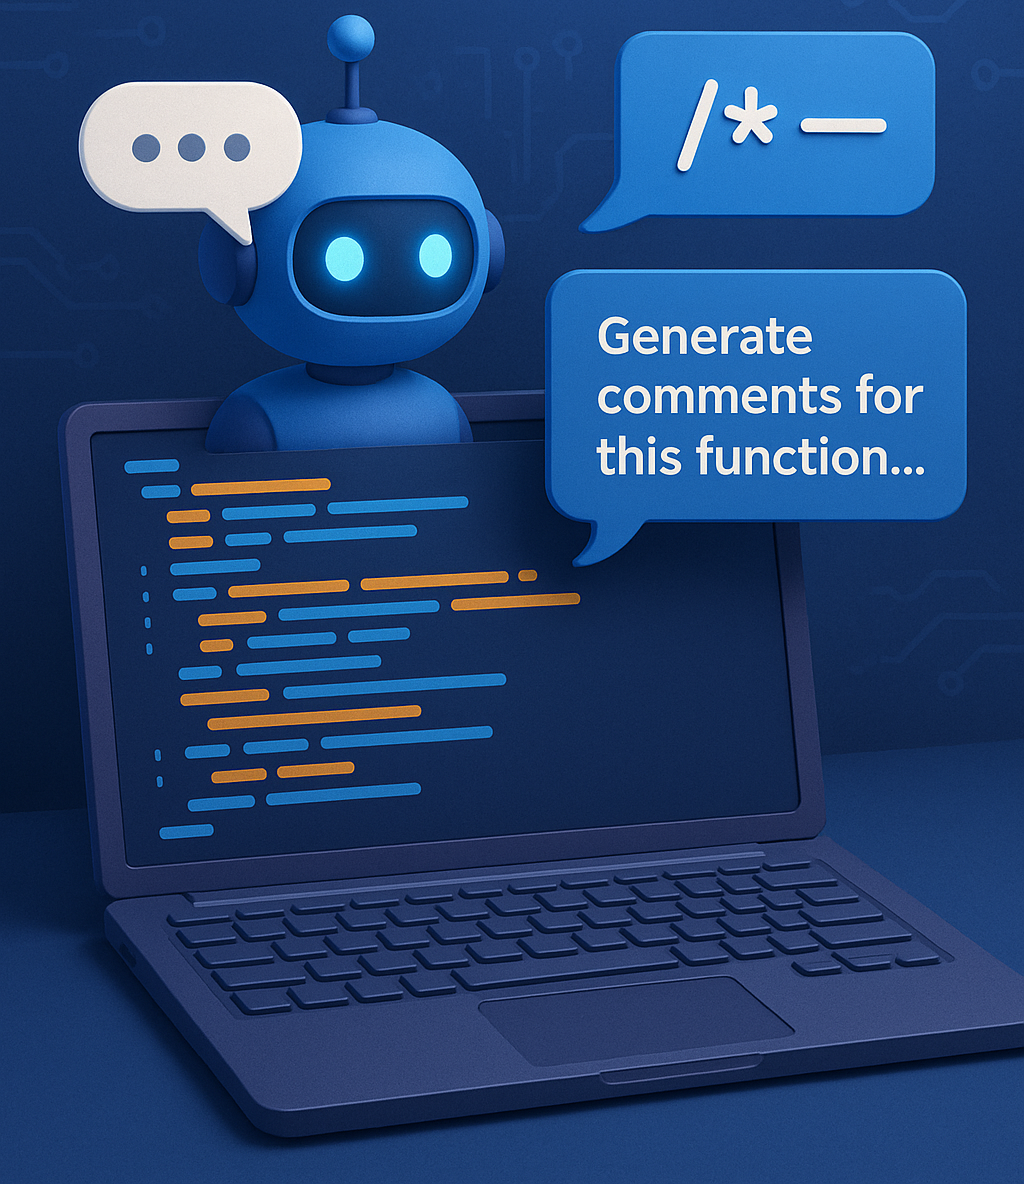 /* —
Generate
comments for
this function...